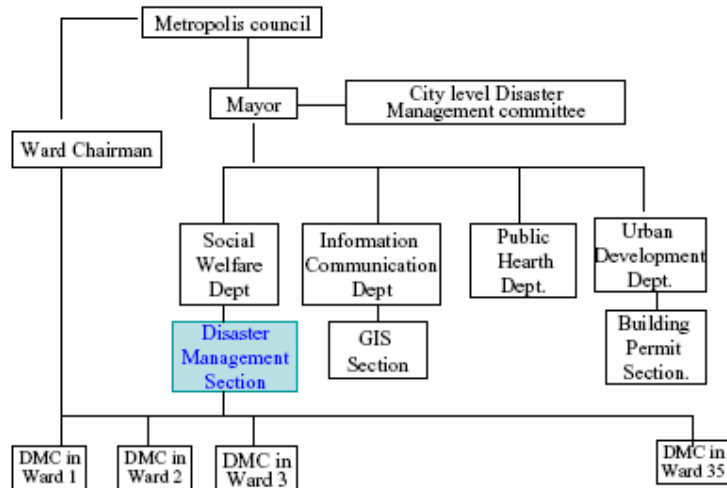 Metropolis council
Mayor
City level Disaster
Management committee
Ward Chairman
Social
Welfare
Dept
Information
Communication
Dept
Public
Hearth
Dept.
Urban
Development
Dept.
Disaster
Management
Section
GIS
Section
Building
Permit
Section.
DMC in
Ward 1
DMC in
Ward 2
DMC in
Ward 3
DMC in
Ward 35